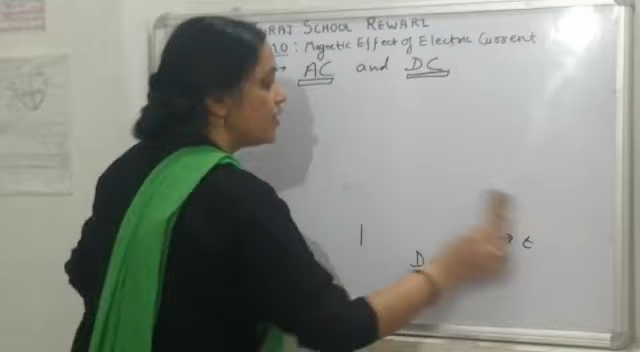 RAJ SCHOOL REWARI
10: Magnetic Effect of Electric Current
→ AC and DC
→ t
D